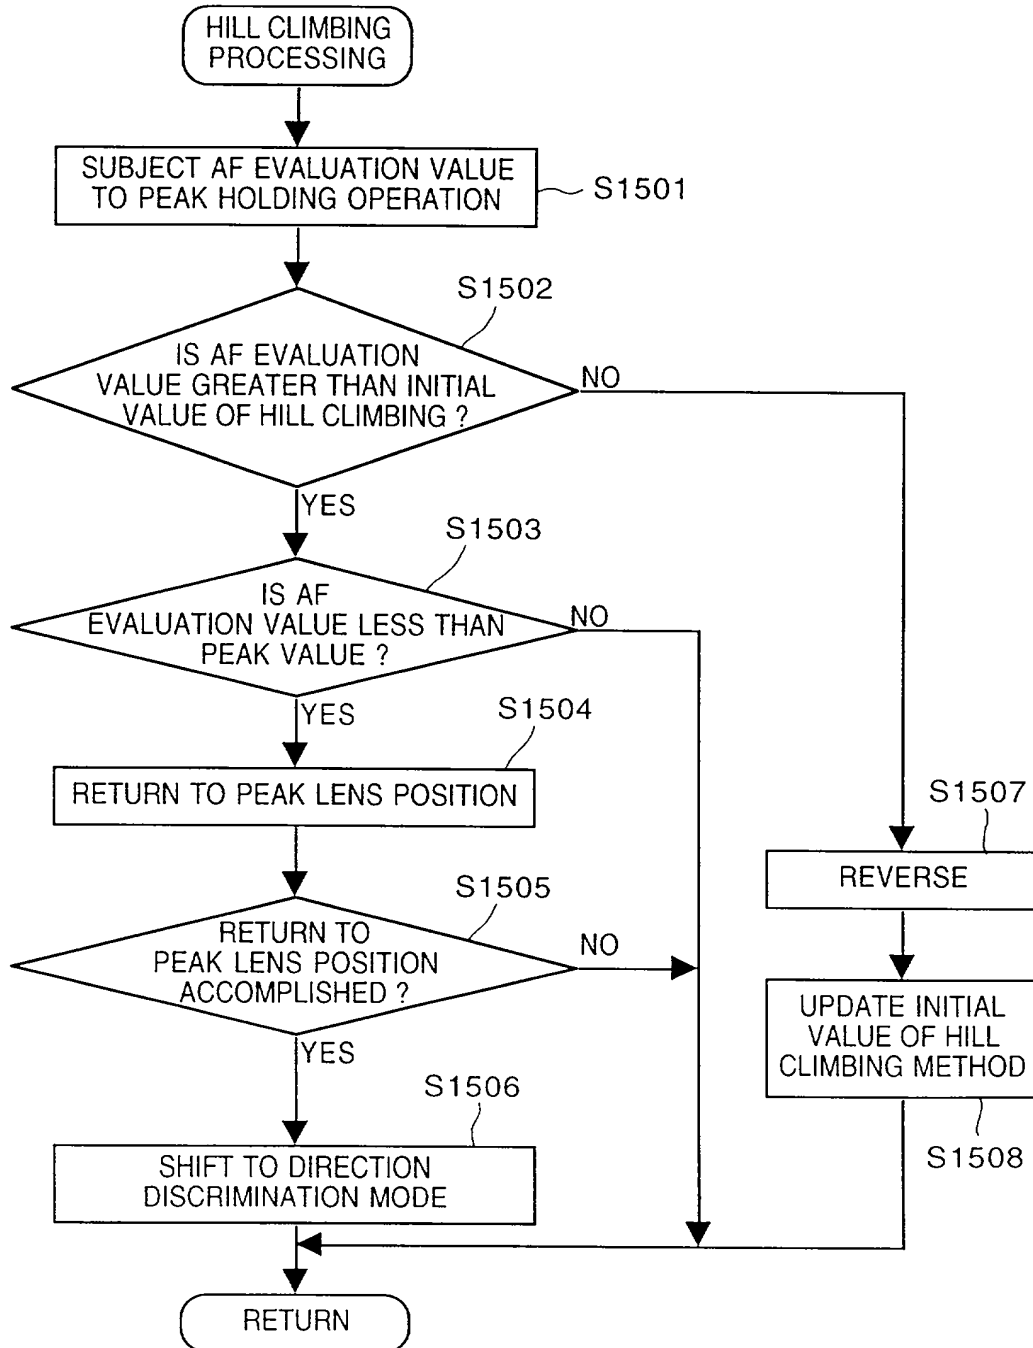 HILL CLIMBING
PROCESSING
SUBJECT AF EVALUATION VALUE
TO PEAK HOLDING OPERATION
S1501
S1502
IS AF EVALUATION
VALUE GREATER THAN INITIAL
VALUE OF HILL CLIMBING ?
NO
YES
S1503
IS AF
EVALUATION VALUE LESS THAN
PEAK VALUE ?
NO
YES
S1504
RETURN TO PEAK LENS POSITION
S1507
REVERSE
S1505
RETURN TO
PEAK LENS POSITION
ACCOMPLISHED ?
NO
YES
UPDATE INITIAL
VALUE OF HILL
CLIMBING METHOD
S1508
S1506
SHIFT TO DIRECTION
DISCRIMINATION MODE
RETURN